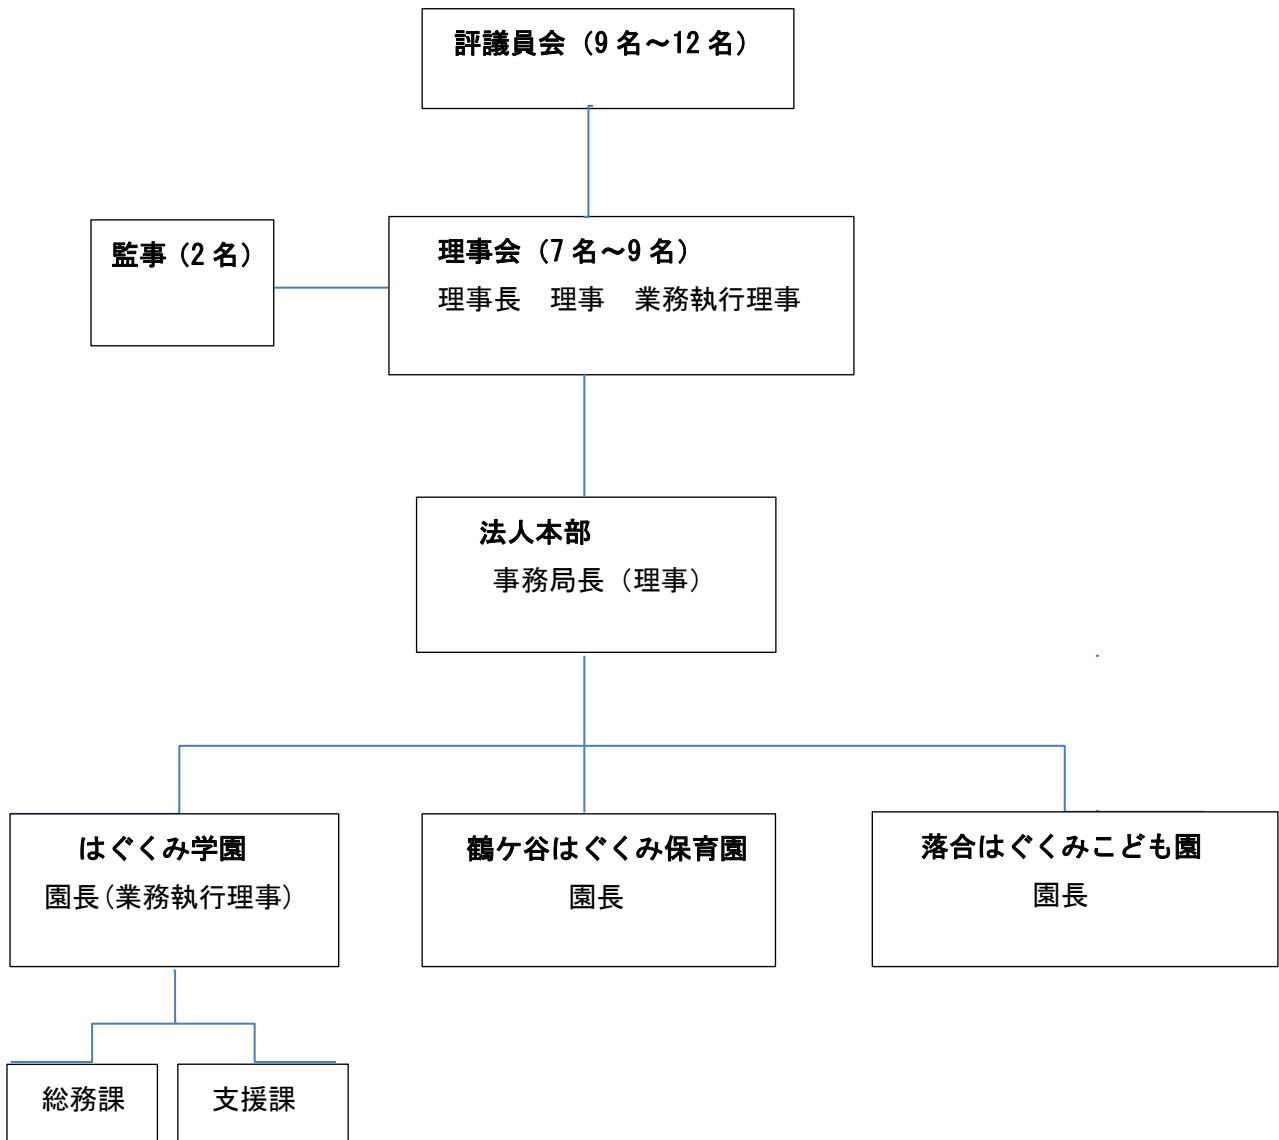 評議員会（9名～12名）
監事（2名）
理事会（7名～9名）
理事長　理事　業務執行理事
法人本部
事務局長（理事）
はぐくみ学園
園長(業務執行理事)
鶴ケ谷はぐくみ保育園
園長
落合はぐくみこども園
園長
総務課
支援課